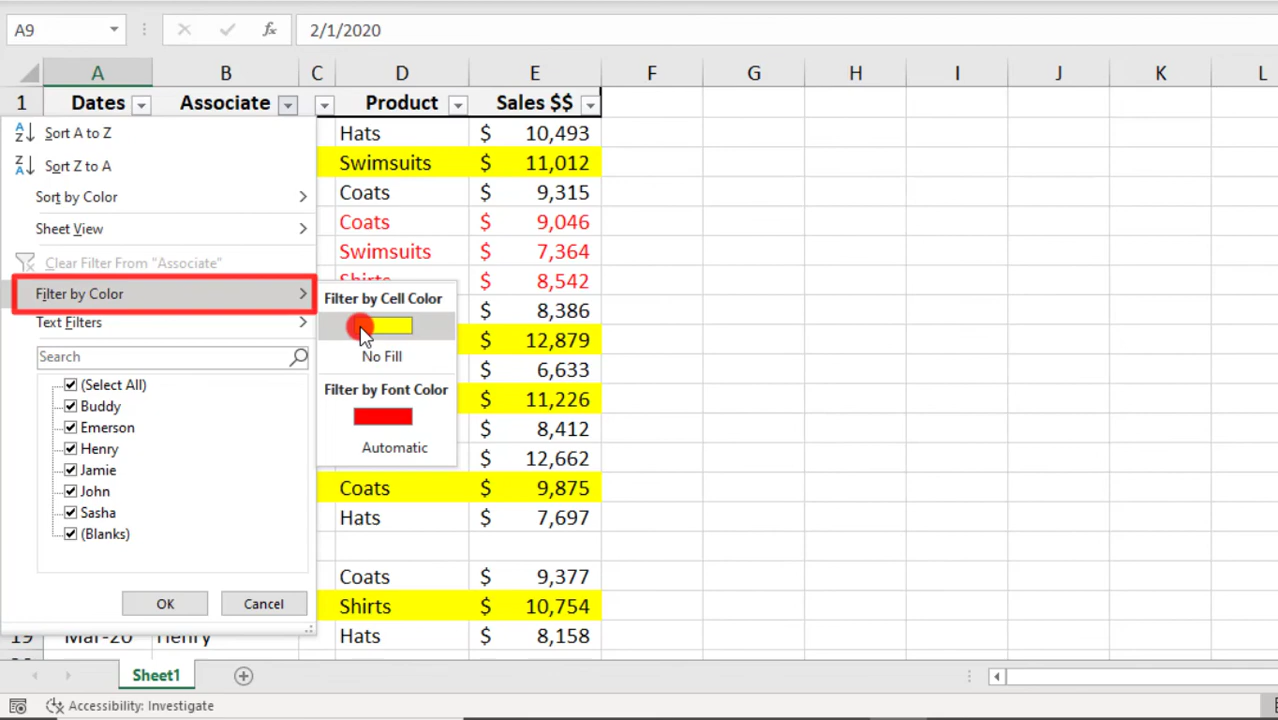 A9 fx 2/1/2020
A B C D E F G H I J K L
1 Dates Associate Product Sales $$
Sort A to Z
Sort Z to A
Sort by Color
Sheet View
Clear Filter From "Associate"
Filter by Color
Text Filters
Search
(Select All)
Buddy
Emerson
Henry
Jamie
John
Sasha
(Blanks)
OK Cancel
Filter by Cell Color
No Fill
Filter by Font Color
Automatic
Hats $ 10,493
Swimsuits $ 11,012
Coats $ 9,315
Coats $ 9,046
Swimsuits $ 7,364
Shirts $ 8,542
$ 8,386
$ 12,879
$ 6,633
$ 11,226
$ 8,412
$ 12,662
Coats $ 9,875
Hats $ 7,697
Coats $ 9,377
Shirts $ 10,754
19 Mar-20 Henry Hats $ 8,158
Sheet1
Accessibility: Investigate